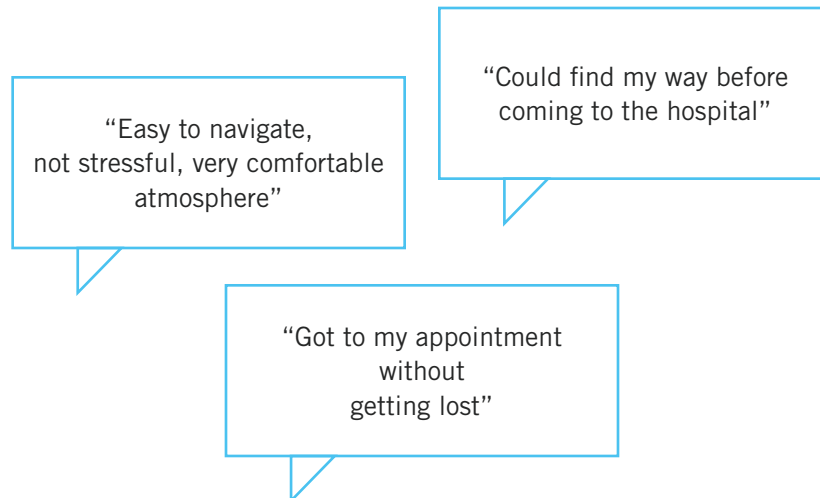 “Could find my way before
coming to the hospital”
“Easy to navigate,
not stressful, very comfortable
atmosphere”
“Got to my appointment
without
getting lost”